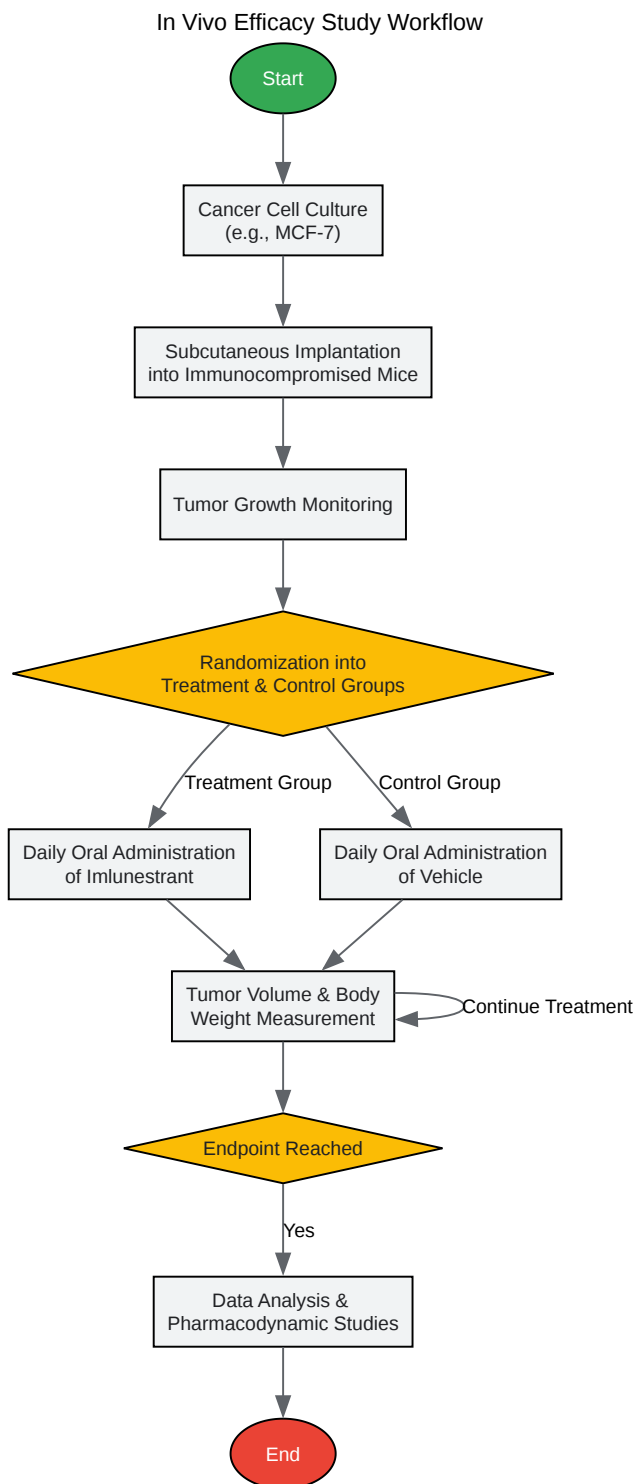 In Vivo Efficacy Study Workflow
Start
Cancer Cell Culture
(e.g., MCF-7)
Subcutaneous Implantation
into Immunocompromised Mice
Tumor Growth Monitoring
Randomization into
Treatment & Control Groups
Treatment Group
Control Group
Daily Oral Administration
of Imlunestrant
Daily Oral Administration
of Vehicle
Tumor Volume & Body
Weight Measurement
Continue Treatment
Endpoint Reached
Yes
Data Analysis &
Pharmacodynamic Studies
End